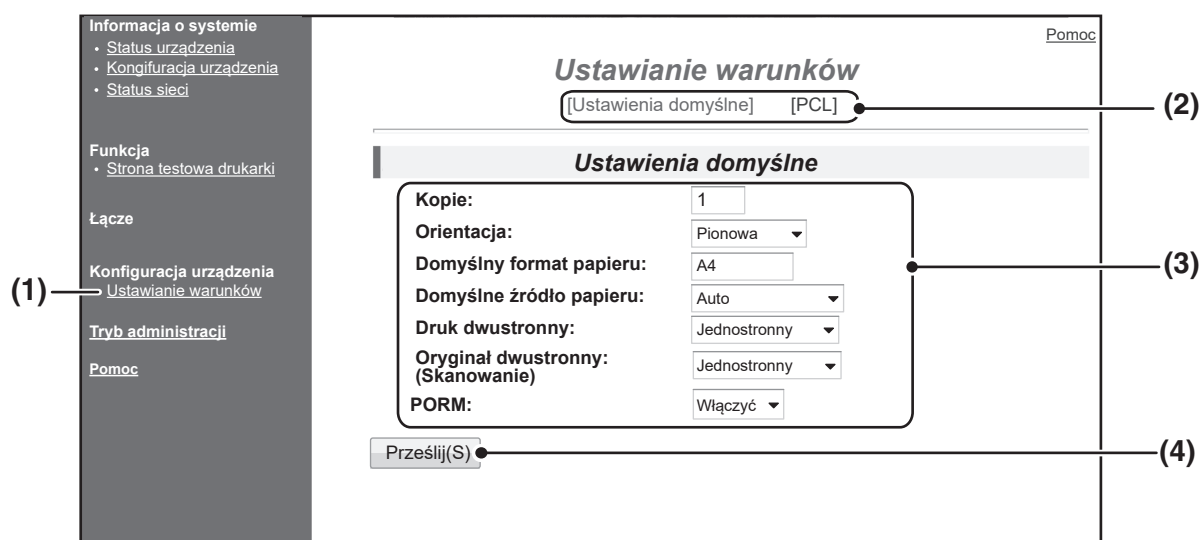 Informacja o systemie
• Status urządzenia
• Kongifuracja urządzenia
• Status sieci
Funkcja
• Strona testowa drukarki
Łącze
Konfiguracja urządzenia
(1) Ustawianie warunków
Tryb administracji
Pomoc
Pomoc
Ustawianie warunków
[Ustawienia domyślne] [PCL] (2)
Ustawienia domyślne
Kopie: 1
Orientacja: Pionowa
Domyślny format papieru: A4 (3)
Domyślne źródło papieru: Auto
Druk dwustronny: Jednostronny
Oryginał dwustronny: Jednostronny
(Skanowanie)
PORM: Włączyć
Prześlij(S) (4)